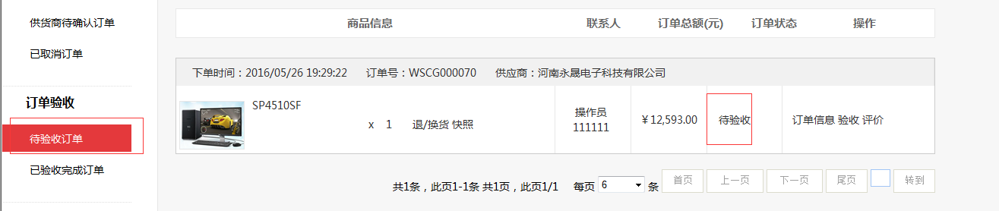 供货商待确认订单
已取消订单
订单验收
待验收订单
已验收完成订单
商品信息 联系人 订单总额(元) 订单状态 操作
下单时间：2016/05/26 19:29:22 订单号：WSCG000070 供应商：河南永晟电子科技有限公司
SP4510SF
x 1 退/换货 快照
操作员
111111
￥12,593.00
待验收
订单信息 验收 评价
共1条，此页1-1条 共1页，此页1/1 每页 6 条 首页 上一页 下一页 尾页 转到